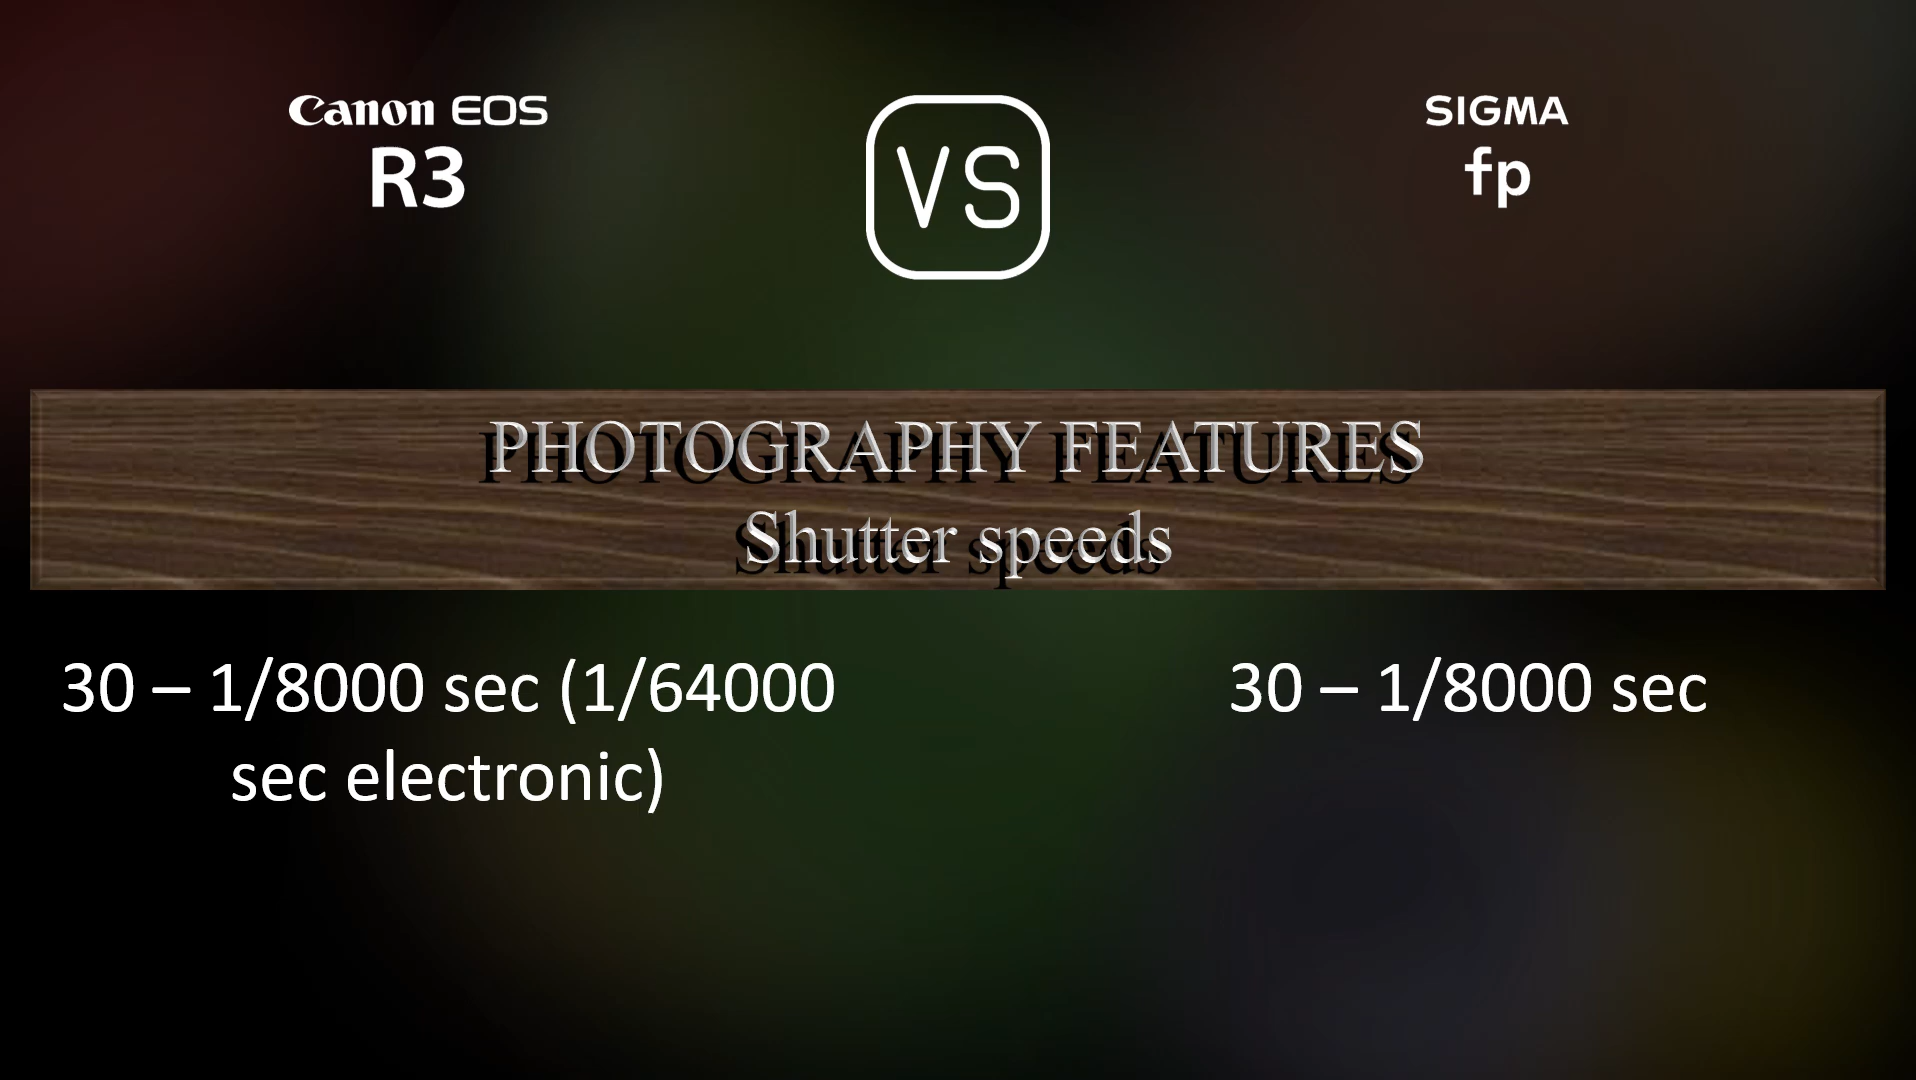 Canon EOS
R3
VS
SIGMA
fp
PHOTOGRAPHY FEATURES
Shutter speeds
30 – 1/8000 sec (1/64000
sec electronic)
30 – 1/8000 sec